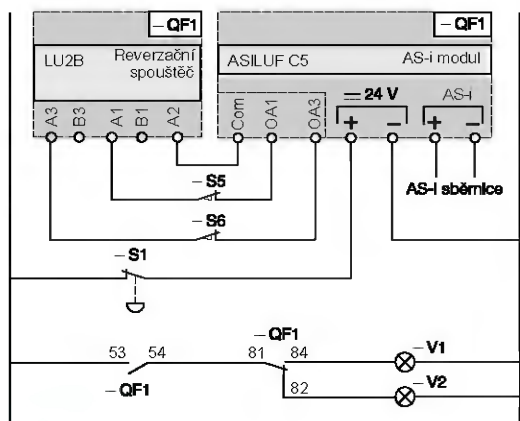 – QF1
– QF1
LU2B
Reverzační
spouštěč
ASILUF C5
AS-i modul
A3
B3
A1
B1
A2
Com
OA1
OA3
24 V
AS-i
+
–
+
–
– S5
AS-i sběrnice
– S6
– S1
– QF1
53
54
81
84
– V1
– QF1
82
– V2